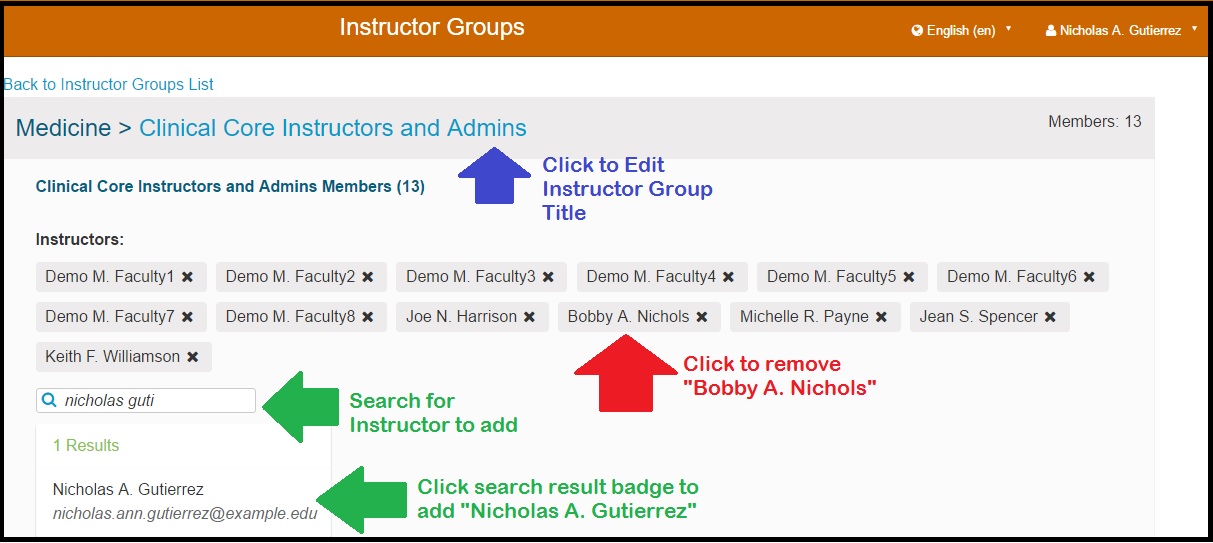 Instructor Groups
English (en)
Nicholas A. Gutierrez
Back to Instructor Groups List
Medicine > Clinical Core Instructors and Admins
Members: 13
Click to Edit
Instructor Group
Title
Clinical Core Instructors and Admins Members (13)
Instructors:
Demo M. Faculty1 ✖ Demo M. Faculty2 ✖ Demo M. Faculty3 ✖ Demo M. Faculty4 ✖ Demo M. Faculty5 ✖ Demo M. Faculty6 ✖
Demo M. Faculty7 ✖ Demo M. Faculty8 ✖ Joe N. Harrison ✖ Bobby A. Nichols ✖ Michelle R. Payne ✖ Jean S. Spencer ✖
Keith F. Williamson ✖
Click to remove
"Bobby A. Nichols"
nicholas guti
Search for
Instructor to add
1 Results
Nicholas A. Gutierrez
nicholas.ann.gutierrez@example.edu
Click search result badge to
add "Nicholas A. Gutierrez"